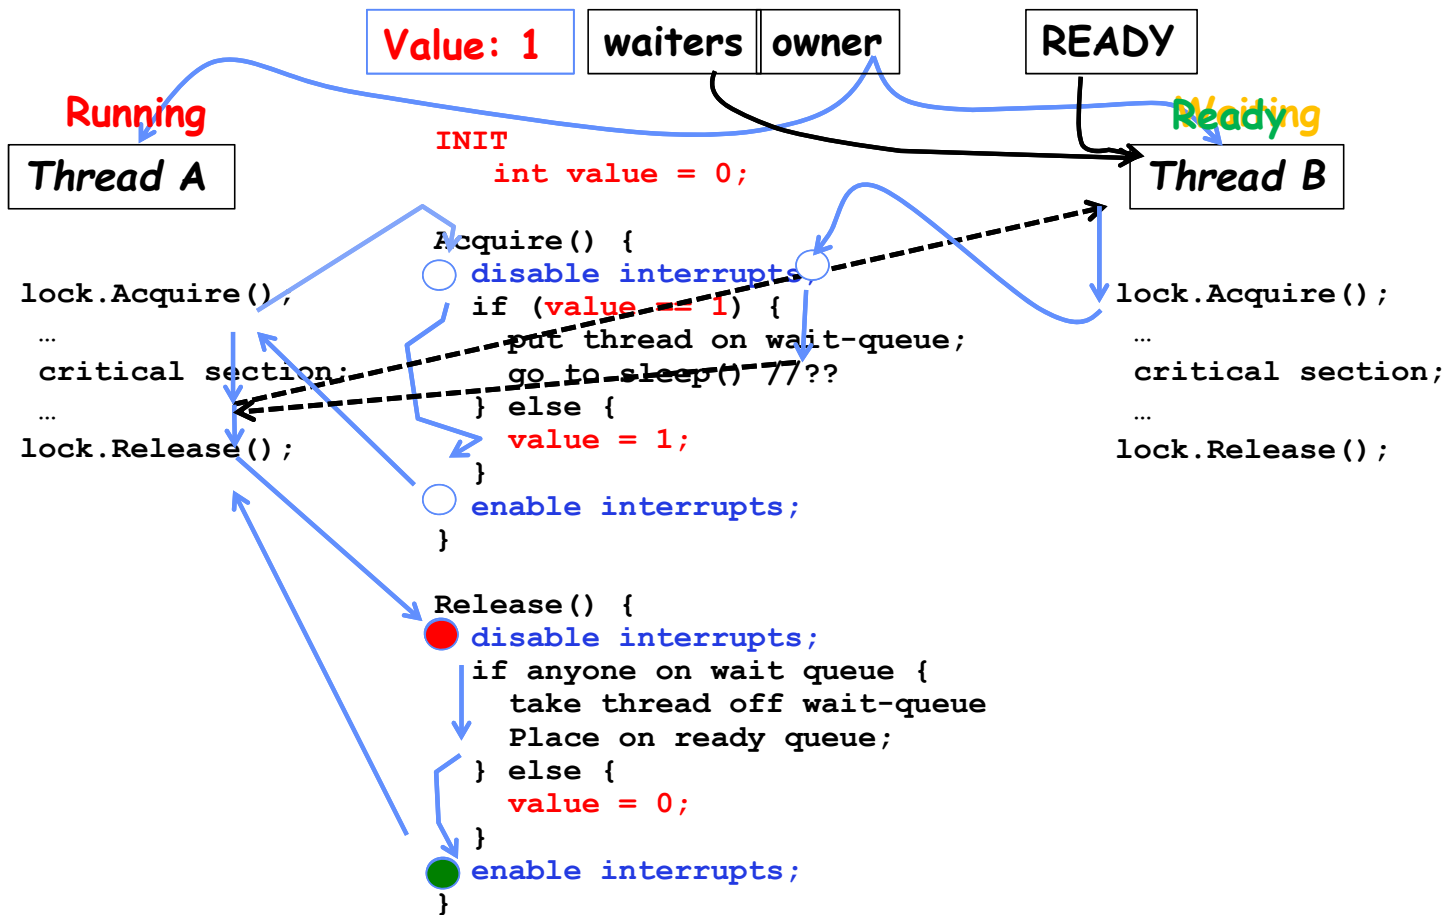 Value: 1
waiters
owner
READY
Running
Waiting
Ready
Thread A
Thread B
INIT
int value = 0;
Acquire() {
disable interrupts;
if (value == 1) {
put thread on wait-queue;
go to sleep() //??
} else {
value = 1;
}
enable interrupts;
}
lock.Acquire();
…
critical section;
…
lock.Release();
lock.Acquire();
…
critical section;
…
lock.Release();
Release() {
disable interrupts;
if anyone on wait queue {
take thread off wait-queue
Place on ready queue;
} else {
value = 0;
}
enable interrupts;
}